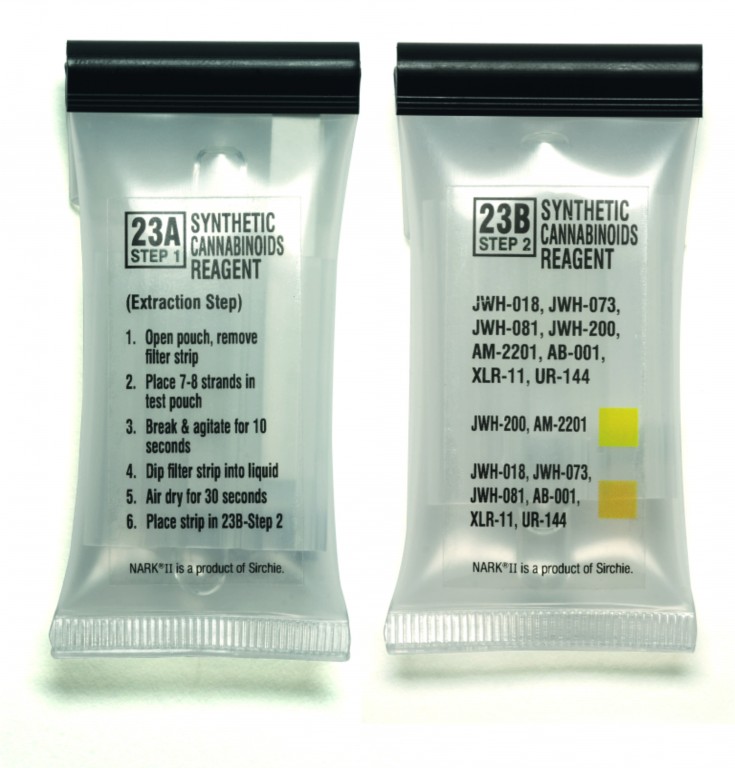 23A
STEP 1
SYNTHETIC
CANNABINOIDS
REAGENT
(Extraction Step)
1. Open pouch, remove
filter strip
2. Place 7-8 strands in
test pouch
3. Break & agitate for 10
seconds
4. Dip filter strip into liquid
5. Air dry for 30 seconds
6. Place strip in 23B-Step 2
NARK®II is a product of Sirchie.
23B
STEP 2
SYNTHETIC
CANNABINOIDS
REAGENT
JWH-018, JWH-073,
JWH-081, JWH-200,
AM-2201, AB-001,
XLR-11, UR-144
JWH-200, AM-2201
JWH-018, JWH-073,
JWH-081, AB-001,
XLR-11, UR-144
NARK®II is a product of Sirchie.